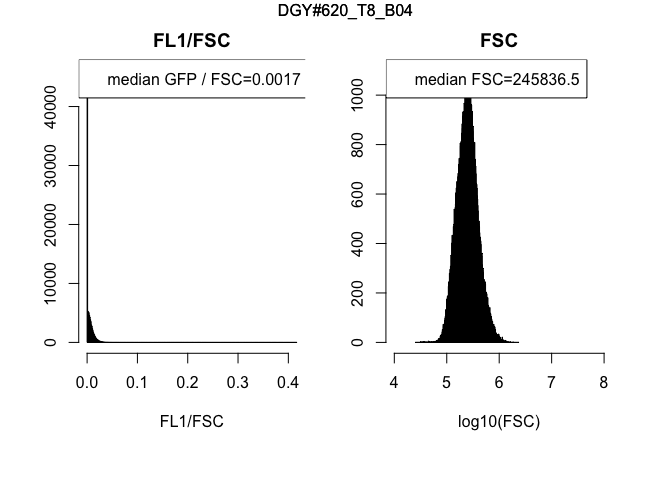 DGY#620_T8_B04
FL1/FSC
median GFP / FSC=0.0017
0
10000
20000
30000
40000
0.0 0.1 0.2 0.3 0.4
FL1/FSC
FSC
median FSC=245836.5
0
200
400
600
800
1000
4 5 6 7 8
log10(FSC)